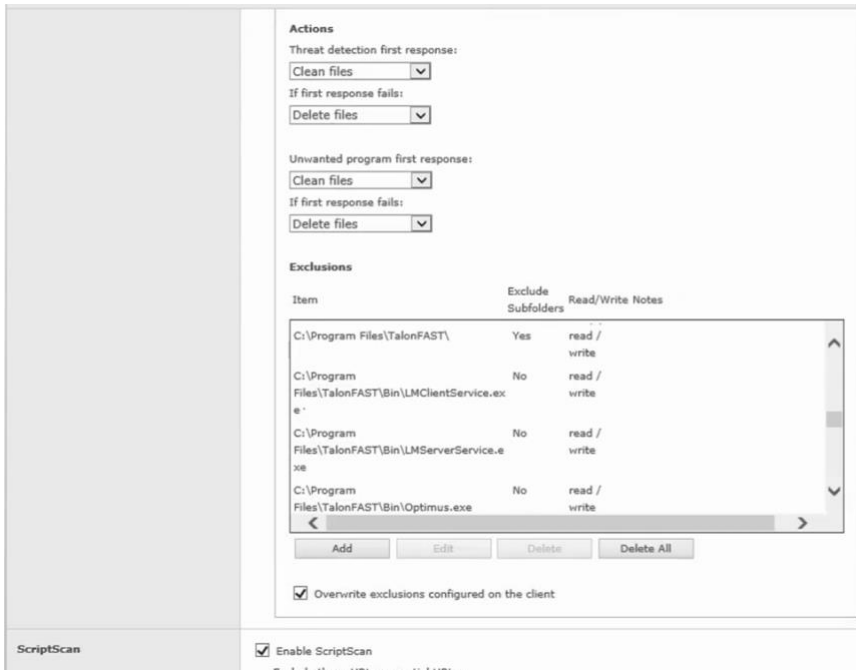 Actions
Threat detection first response:
Clean files
If first response fails:
Delete files
Unwanted program first response:
Clean files
If first response fails:
Delete files
Exclusions
Item
Exclude
Subfolders
Read/Write Notes
C:\Program Files\TalonFAST\ Yes read /
write
C:\Program No read /
Files\TalonFAST\Bin\LMClientService.ex write
e
C:\Program No read /
Files\TalonFAST\Bin\LMServerService.e write
xe
C:\Program No read /
Files\TalonFAST\Bin\Optimus.exe write
Add Edit Delete Delete All
Overwrite exclusions configured on the client
ScriptScan Enable ScriptScan